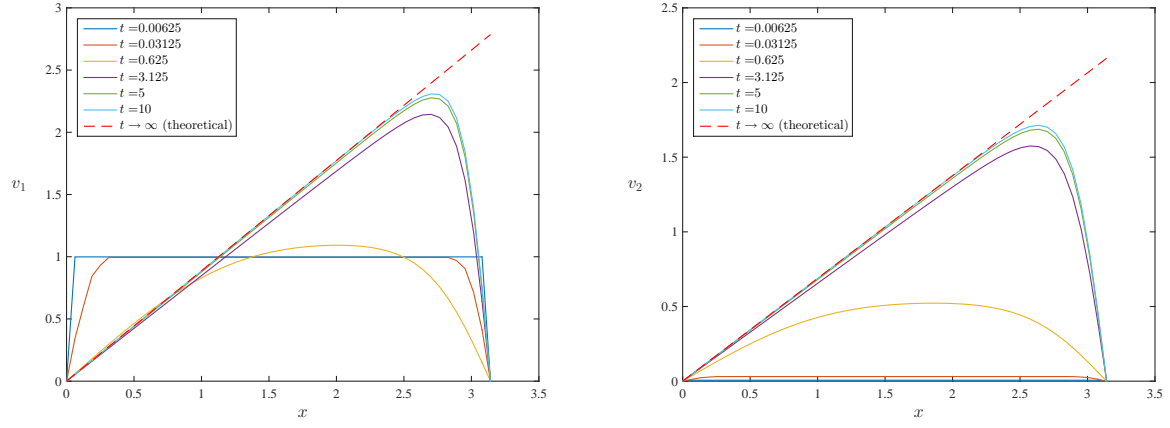 3
2.5
2
1.5
1
0.5
0
v₁
t =0.00625
t =0.03125
t =0.625
t =3.125
t =5
t =10
t → ∞ (theoretical)
0 0.5 1 1.5 2 2.5 3 3.5
x
2.5
2
1.5
1
0.5
0
v₂
t =0.00625
t =0.03125
t =0.625
t =3.125
t =5
t =10
t → ∞ (theoretical)
0 0.5 1 1.5 2 2.5 3 3.5
x